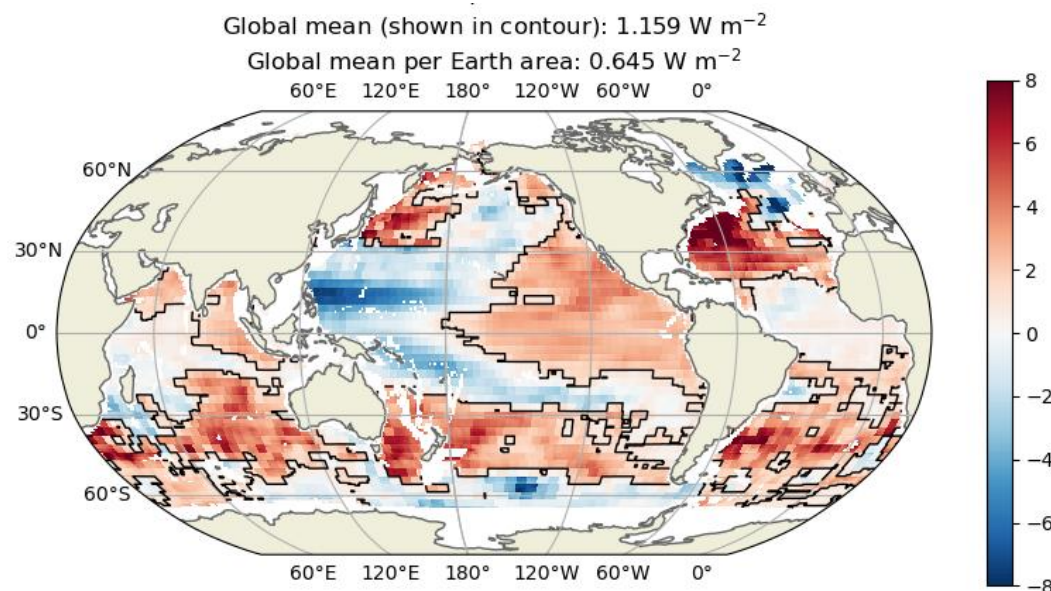 Global mean (shown in contour): 1.159 W m⁻²
Global mean per Earth area: 0.645 W m⁻²
60°E 120°E 180° 120°W 60°W 0°
8
6
4
2
0
−2
−4
−6
−8
60°N
30°N
0°
30°S
60°S
60°E 120°E 180° 120°W 60°W 0°